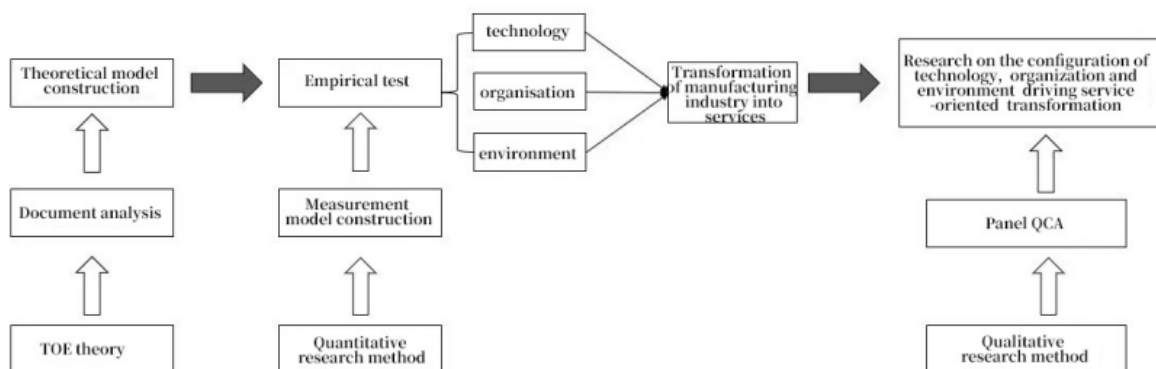 Theoretical model
construction
Empirical test
technology
organisation
environment
Transformation
of manufacturing
industry into
services
Research on the configuration of
technology, organization and
environment driving service
-oriented transformation
Document analysis
Measurement
model construction
Panel QCA
TOE theory
Quantitative
research method
Qualitative
research method